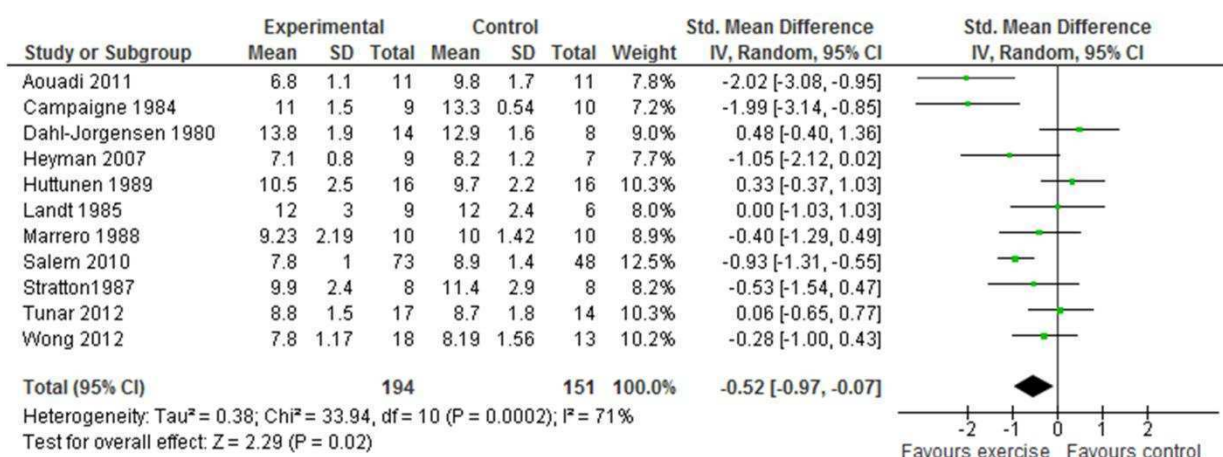 Experimental Control Std. Mean Difference Std. Mean Difference
Study or Subgroup Mean SD Total Mean SD Total Weight IV, Random, 95% CI IV, Random, 95% CI
Aouadi 2011 6.8 1.1 11 9.8 1.7 11 7.8% -2.02 [-3.08, -0.95]
Campaigne 1984 11 1.5 9 13.3 0.54 10 7.2% -1.99 [-3.14, -0.85]
Dahl-Jorgensen 1980 13.8 1.9 14 12.9 1.6 8 9.0% 0.48 [-0.40, 1.36]
Heyman 2007 7.1 0.8 9 8.2 1.2 7 7.7% -1.05 [-2.12, 0.02]
Huttunen 1989 10.5 2.5 16 9.7 2.2 16 10.3% 0.33 [-0.37, 1.03]
Landt 1985 12 3 9 12 2.4 6 8.0% 0.00 [-1.03, 1.03]
Marrero 1988 9.23 2.19 10 10 1.42 10 8.9% -0.40 [-1.29, 0.49]
Salem 2010 7.8 1 73 8.9 1.4 48 12.5% -0.93 [-1.31, -0.55]
Stratton1987 9.9 2.4 8 11.4 2.9 8 8.2% -0.53 [-1.54, 0.47]
Tunar 2012 8.8 1.5 17 8.7 1.8 14 10.1% 0.06 [-0.65, 0.77]
Wong 2012 7.8 1.17 18 8.19 1.56 13 10.2% -0.28 [-1.00, 0.43]
Total (95% CI) 194 151 100.0% -0.52 [-0.97, -0.07]
Heterogeneity: Tau² = 0.38; Chi² = 33.94, df = 10 (P = 0.0002); I² = 71%
Test for overall effect: Z = 2.29 (P = 0.02)
-2 -1 0 1 2
Favours exercise Favours control